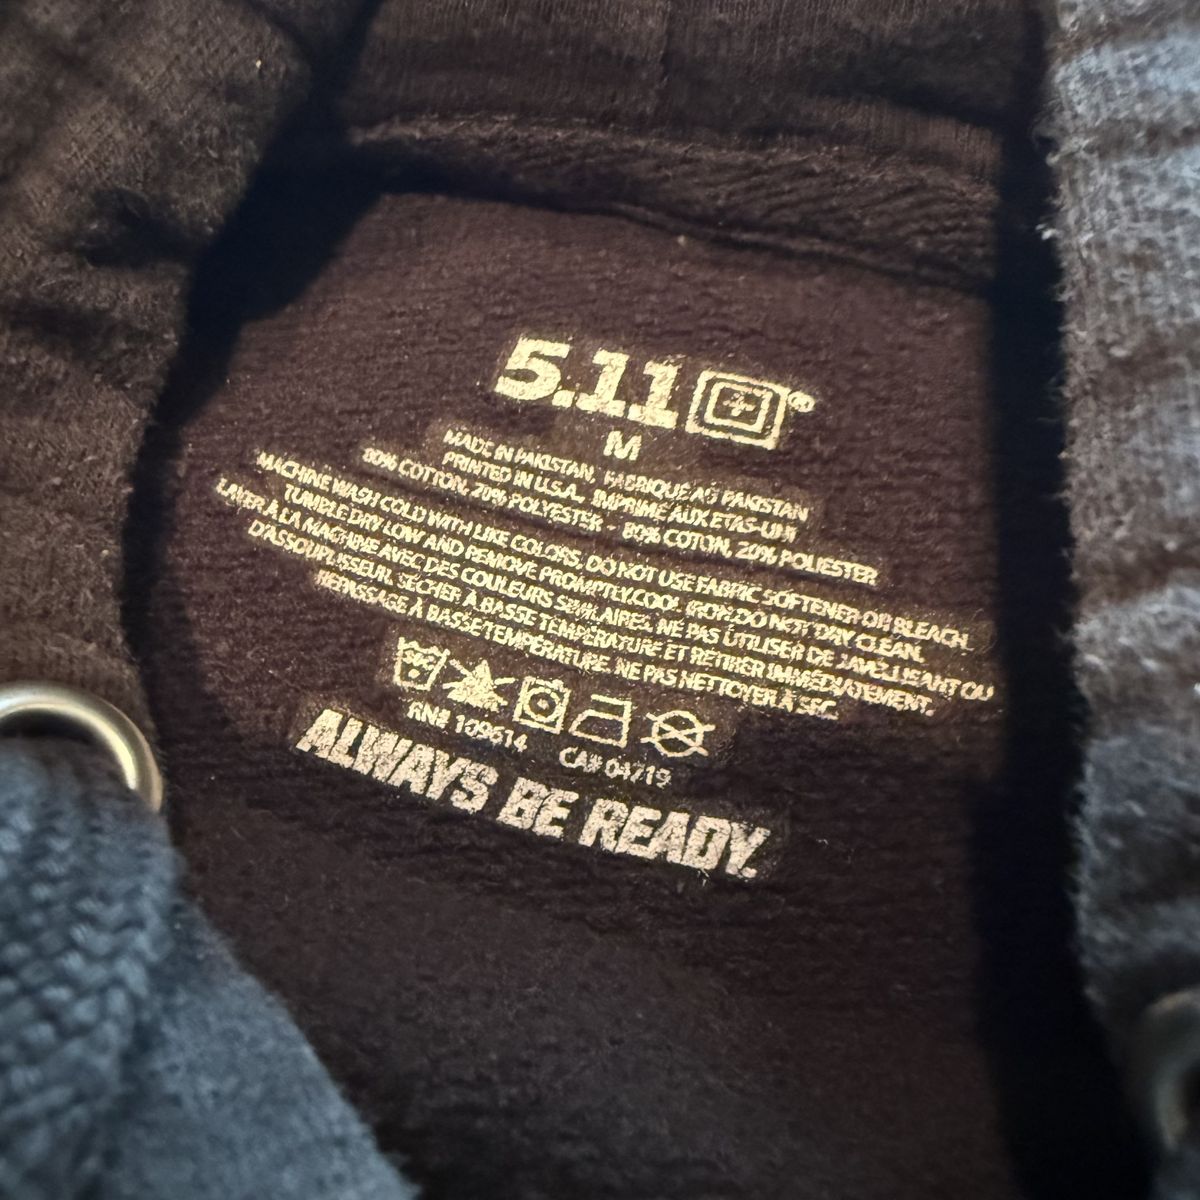 5.11®
M
MADE IN PAKISTAN, FABRIQUÉ AU PAKISTAN
PRINTED IN U.S.A., IMPRIMÉ AUX ETAS-UNI
80% COTTON, 20% POLYESTER - 80% COTON, 20% POLIESTER
MACHINE WASH COLD WITH LIKE COLORS, DO NOT USE FABRIC SOFTENER OR BLEACH.
TUMBLE DRY LOW AND REMOVE PROMPTLY.COOL IRON.DO NOT DRY CLEAN.
LAVER À LA MACHINE AVEC DES COULEURS SIMILAIRES. NE PAS UTILISER DE JAVELLISANT OU
D'ASSOUPLISSEUR. SÉCHER À BASSE TEMPÉRATURE ET RETIRER IMMÉDIATEMENT.
REPASSAGE À BASSE TEMPÉRATURE. NE PAS NETTOYER À SEC.
RN# 109614 CA# 04719
ALWAYS BE READY.